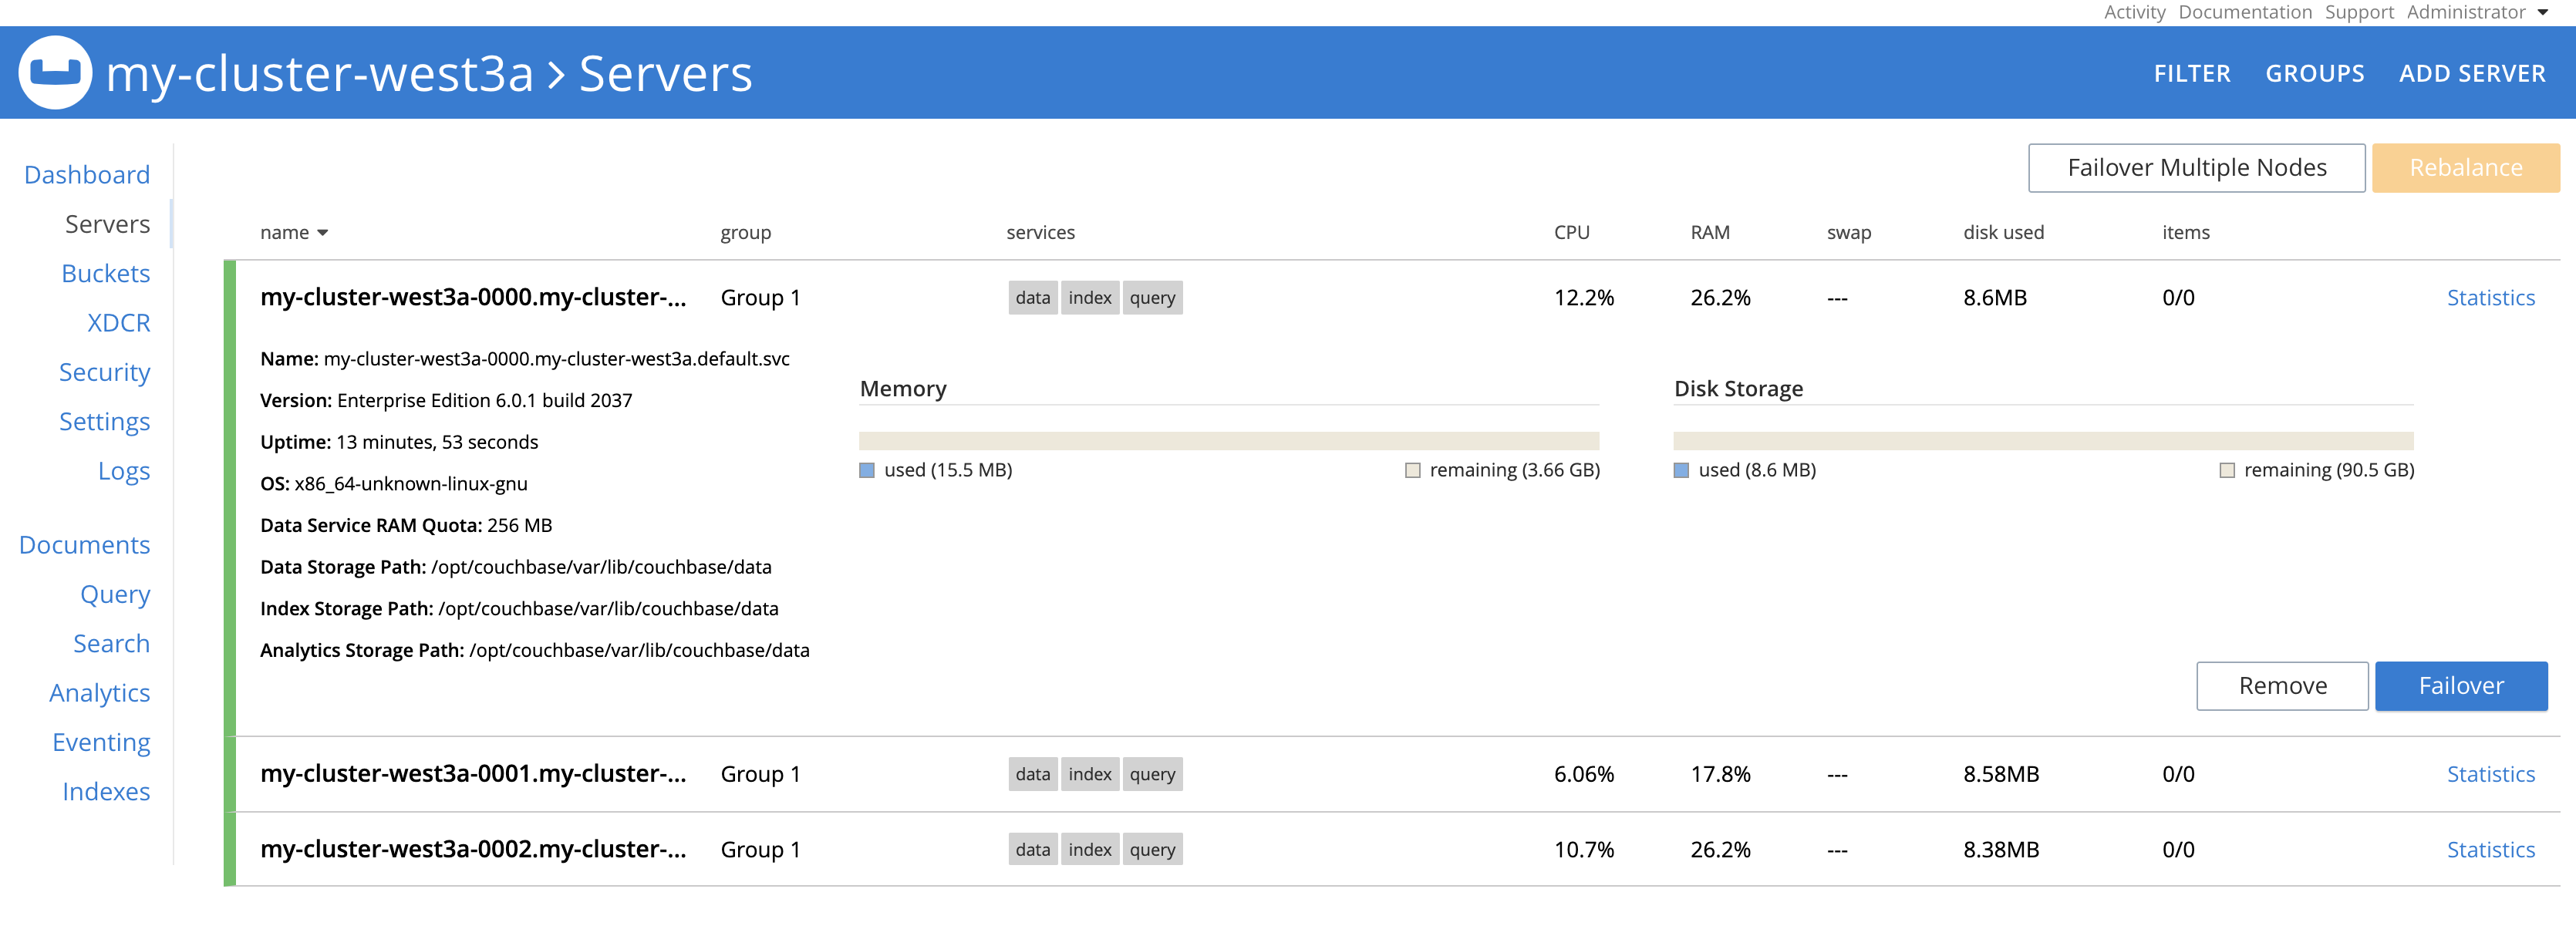 Activity Documentation Support Administrator
my-cluster-west3a > Servers
FILTER GROUPS ADD SERVER
Dashboard
Servers
Buckets
XDCR
Security
Settings
Logs
Documents
Query
Search
Analytics
Eventing
Indexes
Failover Multiple Nodes Rebalance
name group services CPU RAM swap disk used items
my-cluster-west3a-0000.my-cluster-... Group 1 data index query 12.2% 26.2% --- 8.6MB 0/0 Statistics
Name: my-cluster-west3a-0000.my-cluster-west3a.default.svc
Version: Enterprise Edition 6.0.1 build 2037
Uptime: 13 minutes, 53 seconds
OS: x86_64-unknown-linux-gnu
Data Service RAM Quota: 256 MB
Data Storage Path: /opt/couchbase/var/lib/couchbase/data
Index Storage Path: /opt/couchbase/var/lib/couchbase/data
Analytics Storage Path: /opt/couchbase/var/lib/couchbase/data
Memory
used (15.5 MB) remaining (3.66 GB)
Disk Storage
used (8.6 MB) remaining (90.5 GB)
Remove Failover
my-cluster-west3a-0001.my-cluster-... Group 1 data index query 6.06% 17.8% --- 8.58MB 0/0 Statistics
my-cluster-west3a-0002.my-cluster-... Group 1 data index query 10.7% 26.2% --- 8.38MB 0/0 Statistics